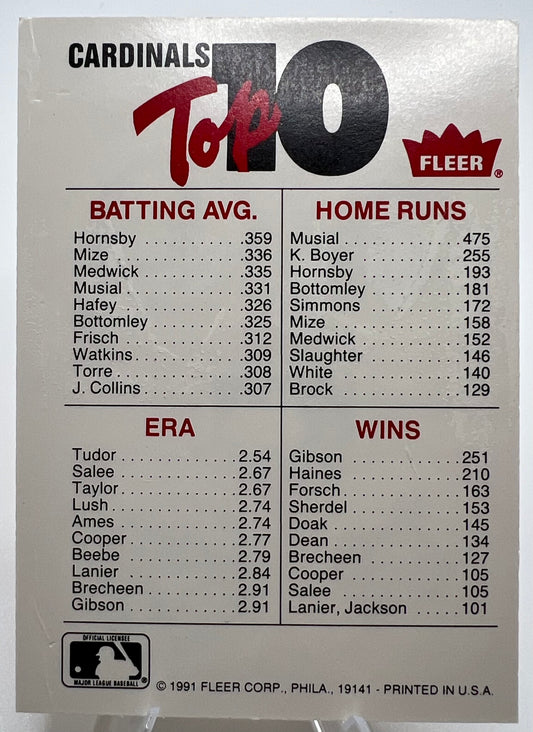 CARDINALS
Top 10
FLEER®
BATTING AVG.
Hornsby . . . . . . . . . . . .359
Mize . . . . . . . . . . . . . . .336
Medwick . . . . . . . . . . . .335
Musial . . . . . . . . . . . . . .331
Hafey . . . . . . . . . . . . . .326
Bottomley . . . . . . . . . . .325
Frisch . . . . . . . . . . . . . .312
Watkins . . . . . . . . . . . . .309
Torre . . . . . . . . . . . . . . .308
J. Collins . . . . . . . . . . . .307
HOME RUNS
Musial . . . . . . . . . . . . . 475
K. Boyer . . . . . . . . . . . 255
Hornsby . . . . . . . . . . . 193
Bottomley . . . . . . . . . . 181
Simmons . . . . . . . . . . 172
Mize . . . . . . . . . . . . . . 158
Medwick . . . . . . . . . . . 152
Slaughter . . . . . . . . . . 146
White . . . . . . . . . . . . . 140
Brock . . . . . . . . . . . . . 129
ERA
Tudor . . . . . . . . . . . . . 2.54
Salee . . . . . . . . . . . . . 2.67
Taylor . . . . . . . . . . . . . 2.67
Lush . . . . . . . . . . . . . . 2.74
Ames . . . . . . . . . . . . . 2.74
Cooper . . . . . . . . . . . . 2.77
Beebe . . . . . . . . . . . . 2.79
Lanier . . . . . . . . . . . . . 2.84
Brecheen . . . . . . . . . . 2.91
Gibson . . . . . . . . . . . . 2.91
WINS
Gibson . . . . . . . . . . . . 251
Haines . . . . . . . . . . . . 210
Forsch . . . . . . . . . . . . 163
Sherdel . . . . . . . . . . . 153
Doak . . . . . . . . . . . . . 145
Dean . . . . . . . . . . . . . 134
Brecheen . . . . . . . . . . 127
Cooper . . . . . . . . . . . . 105
Salee . . . . . . . . . . . . . 105
Lanier, Jackson . . . . . 101
OFFICIAL LICENSEE
MAJOR LEAGUE BASEBALL®
© 1991 FLEER CORP., PHILA., 19141 - PRINTED IN U.S.A.